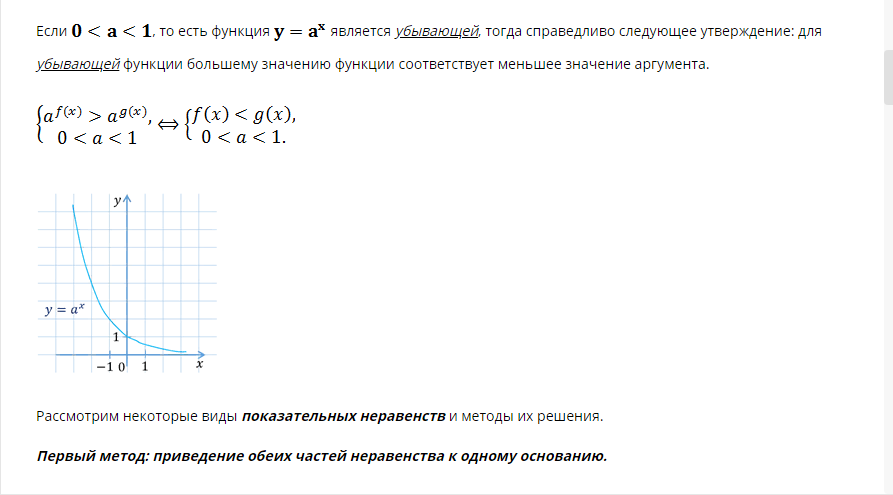 Если 0 < a < 1, то есть функция y = aˣ является убывающей, тогда справедливо следующее утверждение: для
убывающей функции большему значению функции соответствует меньшее значение аргумента.
{a^{f(x)} > a^{g(x)}, ⇔ {f(x) < g(x),
0 < a < 1 0 < a < 1.
y
y = aˣ
1
−1 0 1 x
Рассмотрим некоторые виды показательных неравенств и методы их решения.
Первый метод: приведение обеих частей неравенства к одному основанию.